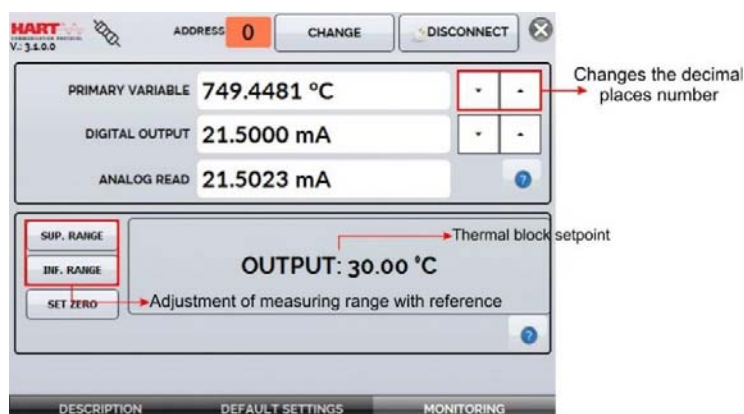 HART
COMMUNICATION PROTOCOL
V.: 3.1.0.0
ADDRESS 0 CHANGE DISCONNECT
PRIMARY VARIABLE 749.4481 °C
Changes the decimal
places number
DIGITAL OUTPUT 21.5000 mA
ANALOG READ 21.5023 mA
?
SUP. RANGE
Thermal block setpoint
INF. RANGE
OUTPUT: 30.00 °C
SET ZERO
Adjustment of measuring range with reference
?
DESCRIPTION DEFAULT SETTINGS MONITORING